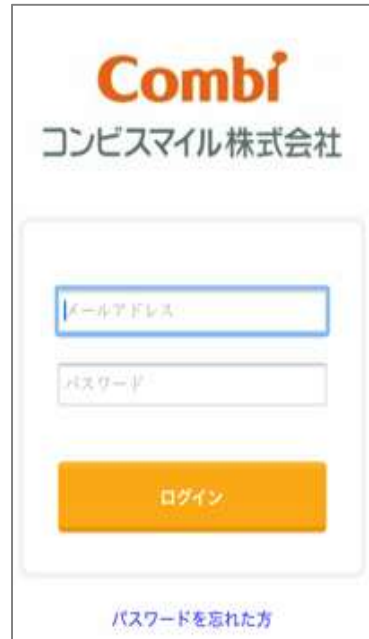 Combi
コンビスマイル株式会社
メールアドレス
パスワード
ログイン
パスワードを忘れた方